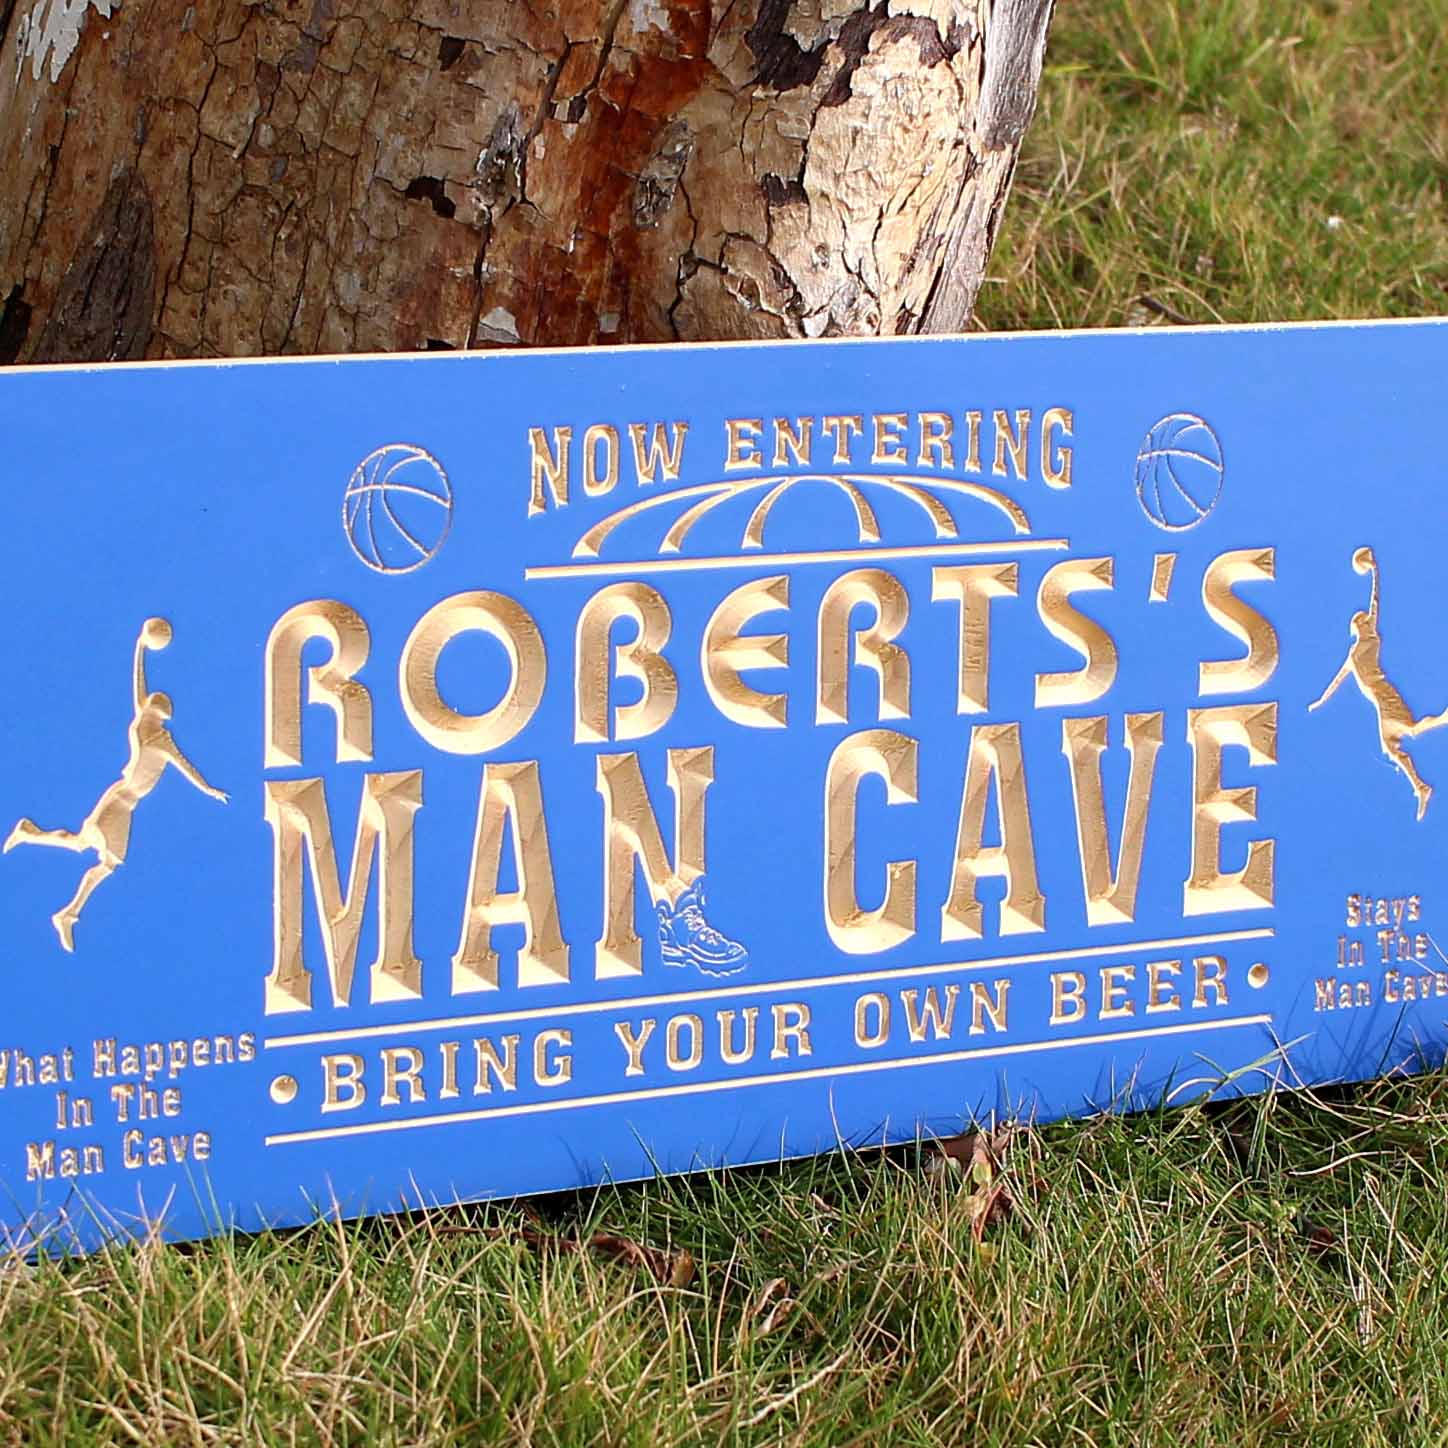 NOW ENTERING
ROBERTS'S
MAN CAVE
• BRING YOUR OWN BEER •
What Happens
In The
Man Cave
Stays
In The
Man Cave